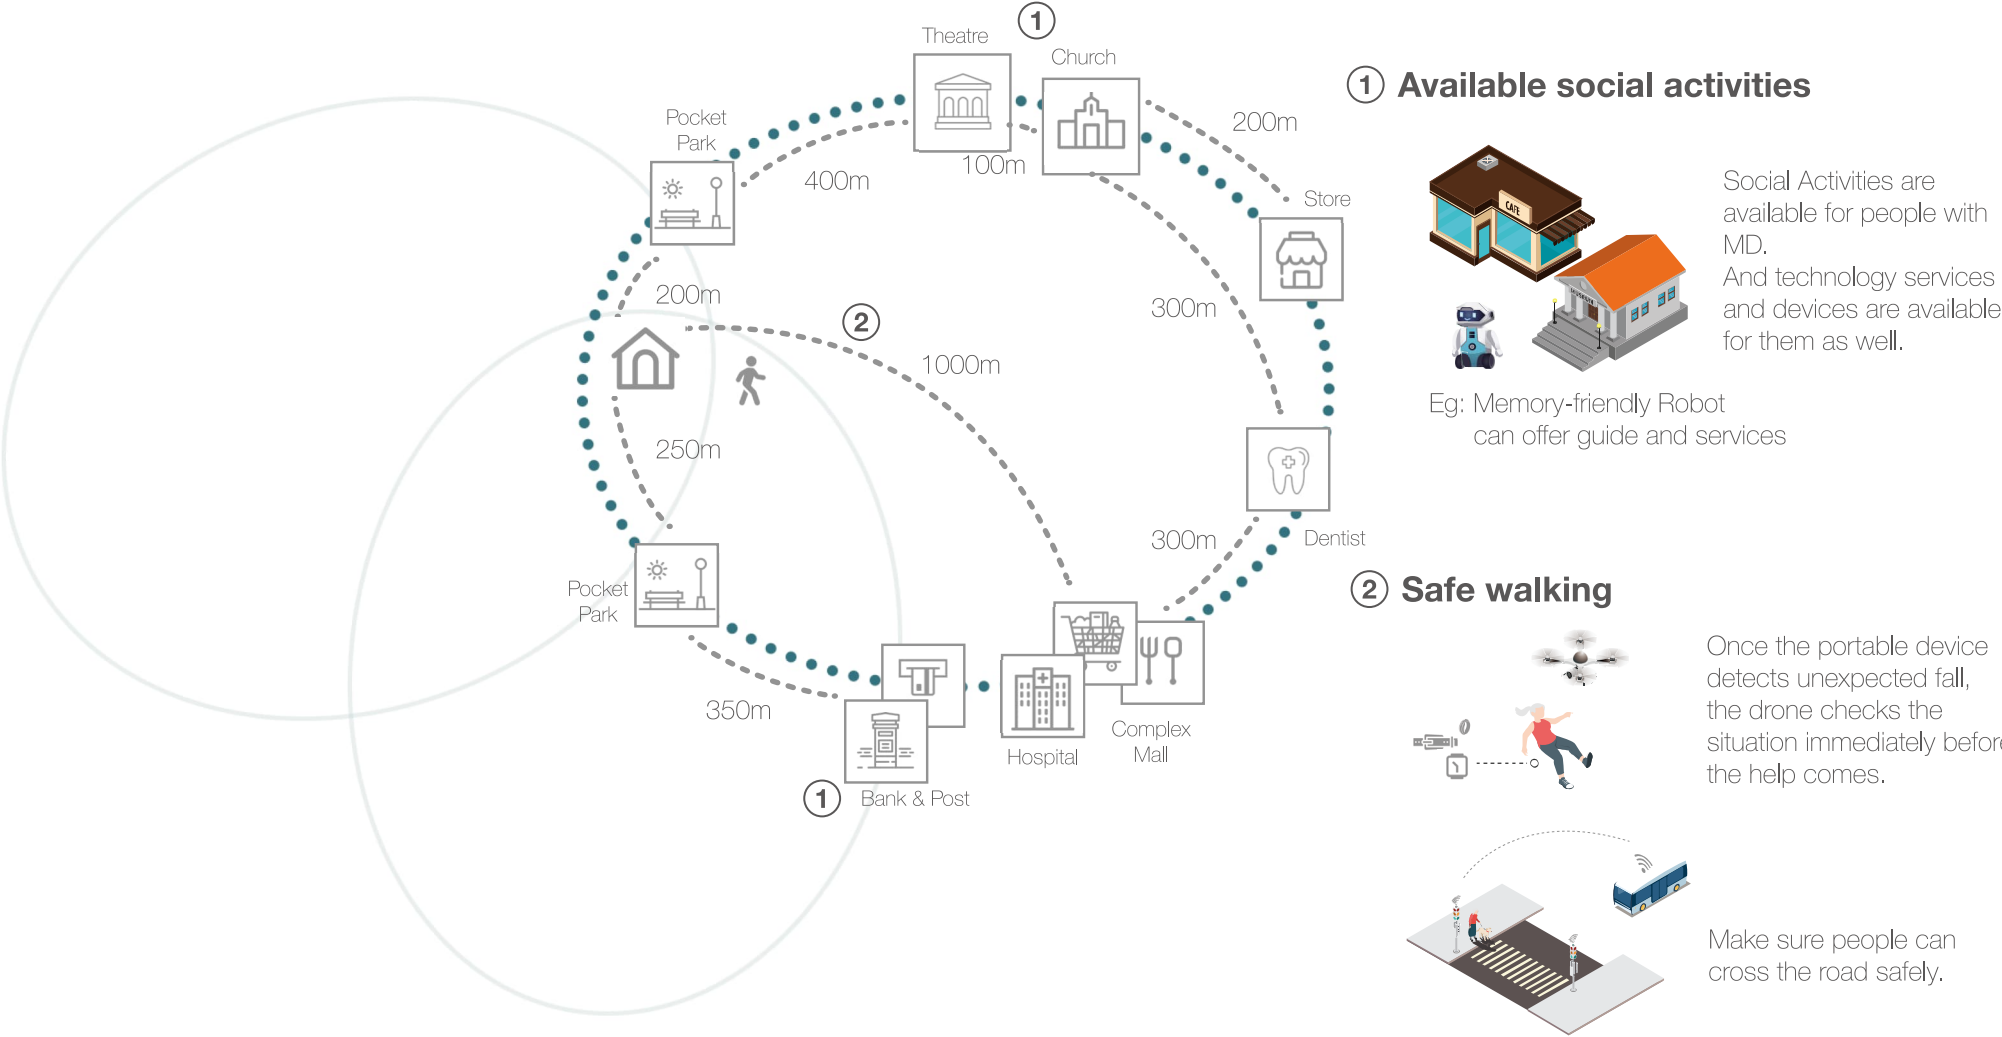 1
Theatre
Church
Pocket
Park
200m
400m
100m
Store
200m
2
300m
1000m
250m
300m
Dentist
Pocket
Park
350m
Complex
Mall
Hospital
1
Bank & Post
1 Available social activities
CAFE
Social Activities are
available for people with
MD.
And technology services
and devices are available
for them as well.
Eg: Memory-friendly Robot
can offer guide and services
2 Safe walking
Once the portable device
detects unexpected fall,
the drone checks the
situation immediately before
the help comes.
Make sure people can
cross the road safely.